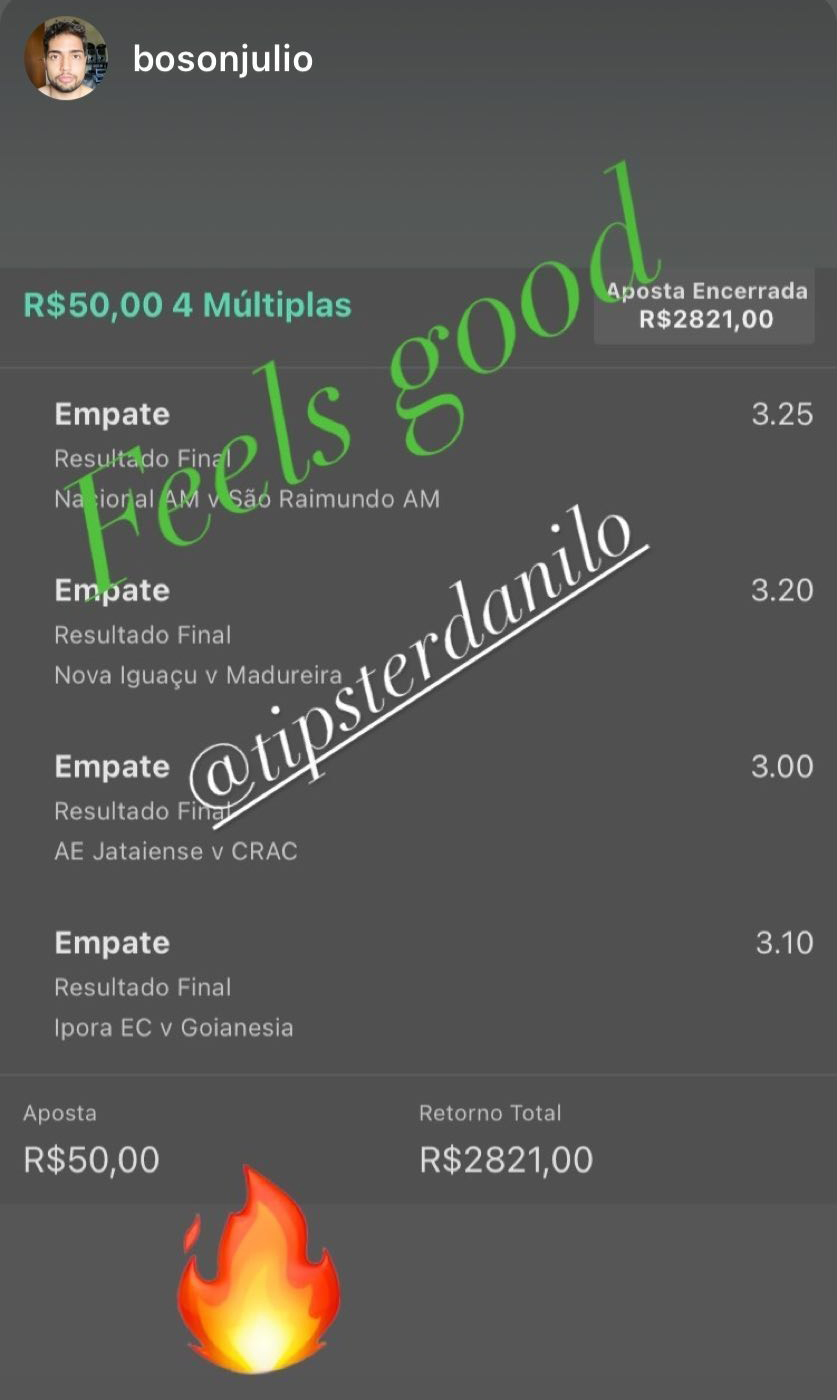 bosonjulio
R$50,00 4 Múltiplas
Aposta Encerrada
R$2821,00
Feels good
Empate 3.25
Resultado Final
Nacional AM v São Raimundo AM
Empate 3.20
Resultado Final
Nova Iguaçu v Madureira
@tipsterdanilo
Empate 3.00
Resultado Final
AE Jataiense v CRAC
Empate 3.10
Resultado Final
Ipora EC v Goianesia
Aposta Retorno Total
R$50,00 R$2821,00